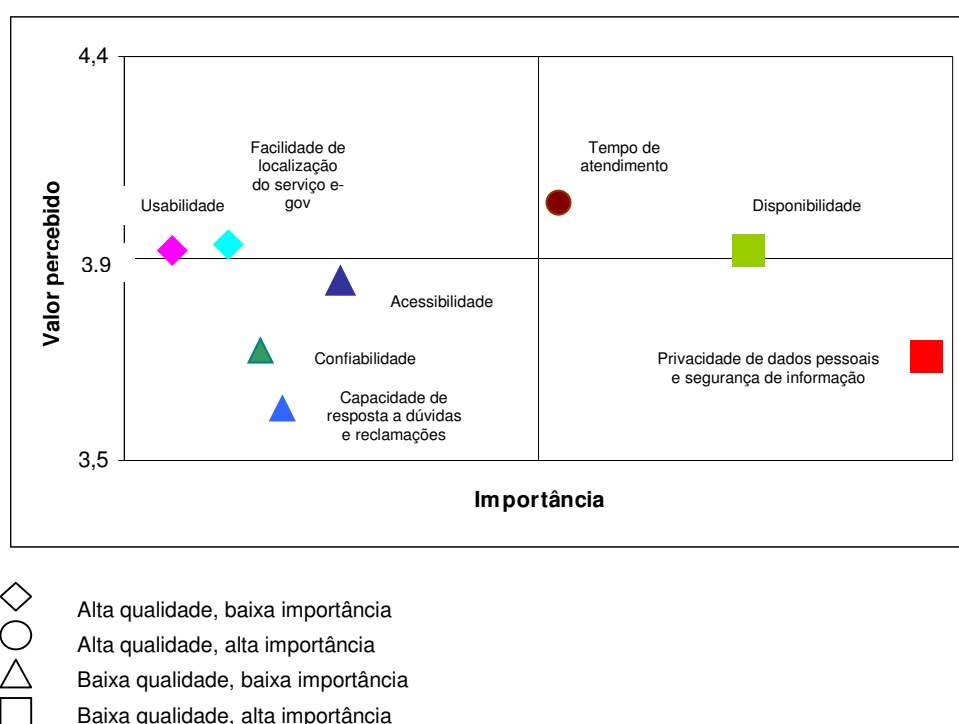 4,4
Facilidade de
localização
do serviço e-
gov
Tempo de
atendimento
Usabilidade
Disponibilidade
Valor percebido
3.9
Acessibilidade
Confiabilidade
Privacidade de dados pessoais
e segurança de informação
Capacidade de
resposta a dúvidas
e reclamações
3,5
Importância
Alta qualidade, baixa importância
Alta qualidade, alta importância
Baixa qualidade, baixa importância
Baixa qualidade, alta importância